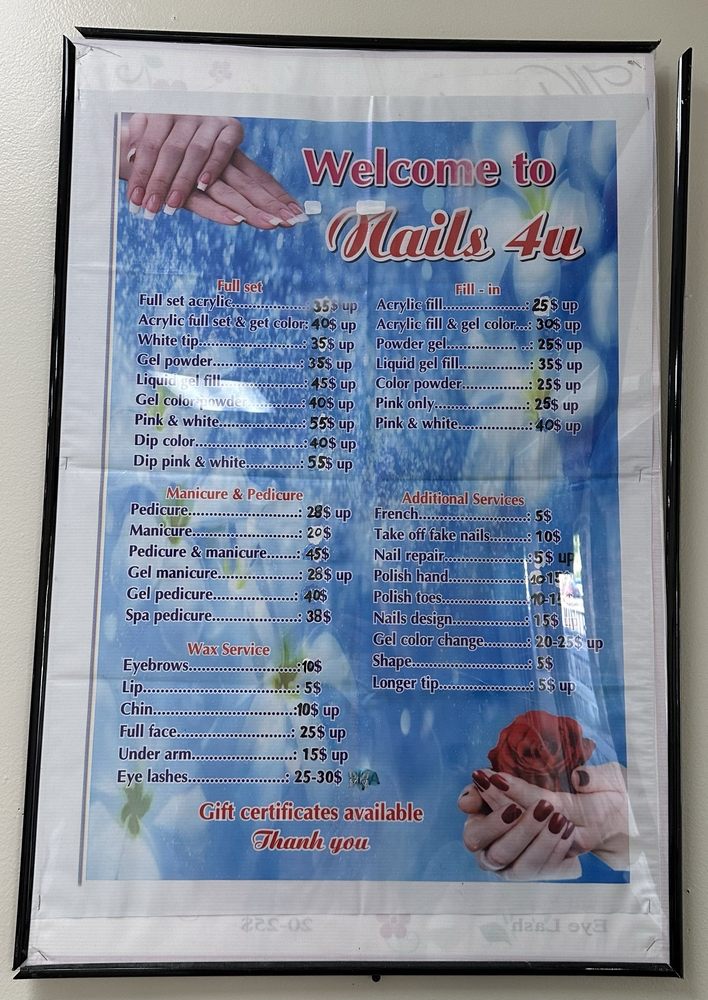 Welcome to
Nails 4u
Full set
Full set acrylic..................: 35$ up
Acrylic full set & get color: 40$ up
White tip.........................: 35$ up
Gel powder......................: 35$ up
Liquid gel fill....................: 45$ up
Gel color powder..............: 40$ up
Pink & white.....................: 55$ up
Dip color..........................: 40$ up
Dip pink & white...............: 55$ up
Fill - in
Acrylic fill.........................: 25$ up
Acrylic fill & gel color....: 30$ up
Powder gel.......................: 25$ up
Liquid gel fill....................: 35$ up
Color powder...................: 25$ up
Pink only..........................: 25$ up
Pink & white.....................: 40$ up
Manicure & Pedicure
Pedicure...........................: 28$ up
Manicure..........................: 20$
Pedicure & manicure.......: 45$
Gel manicure....................: 28$ up
Gel pedicure.....................: 40$
Spa pedicure.....................: 38$
Additional Services
French..............................: 5$
Take off fake nails............: 10$
Nail repair........................: 5$ up
Polish hand.......................
Polish toes........................
Nails design......................: 15$ up
Gel color change..............: 20-25$ up
Shape...............................: 5$
Longer tip.........................: 5$ up
Wax Service
Eyebrows..........................: 10$
Lip....................................: 5$
Chin.................................: 10$ up
Full face...........................: 25$ up
Under arm.......................: 15$ up
Eye lashes.........................: 25-30$
Gift certificates available
Thank you
Eye Lash
20-25$